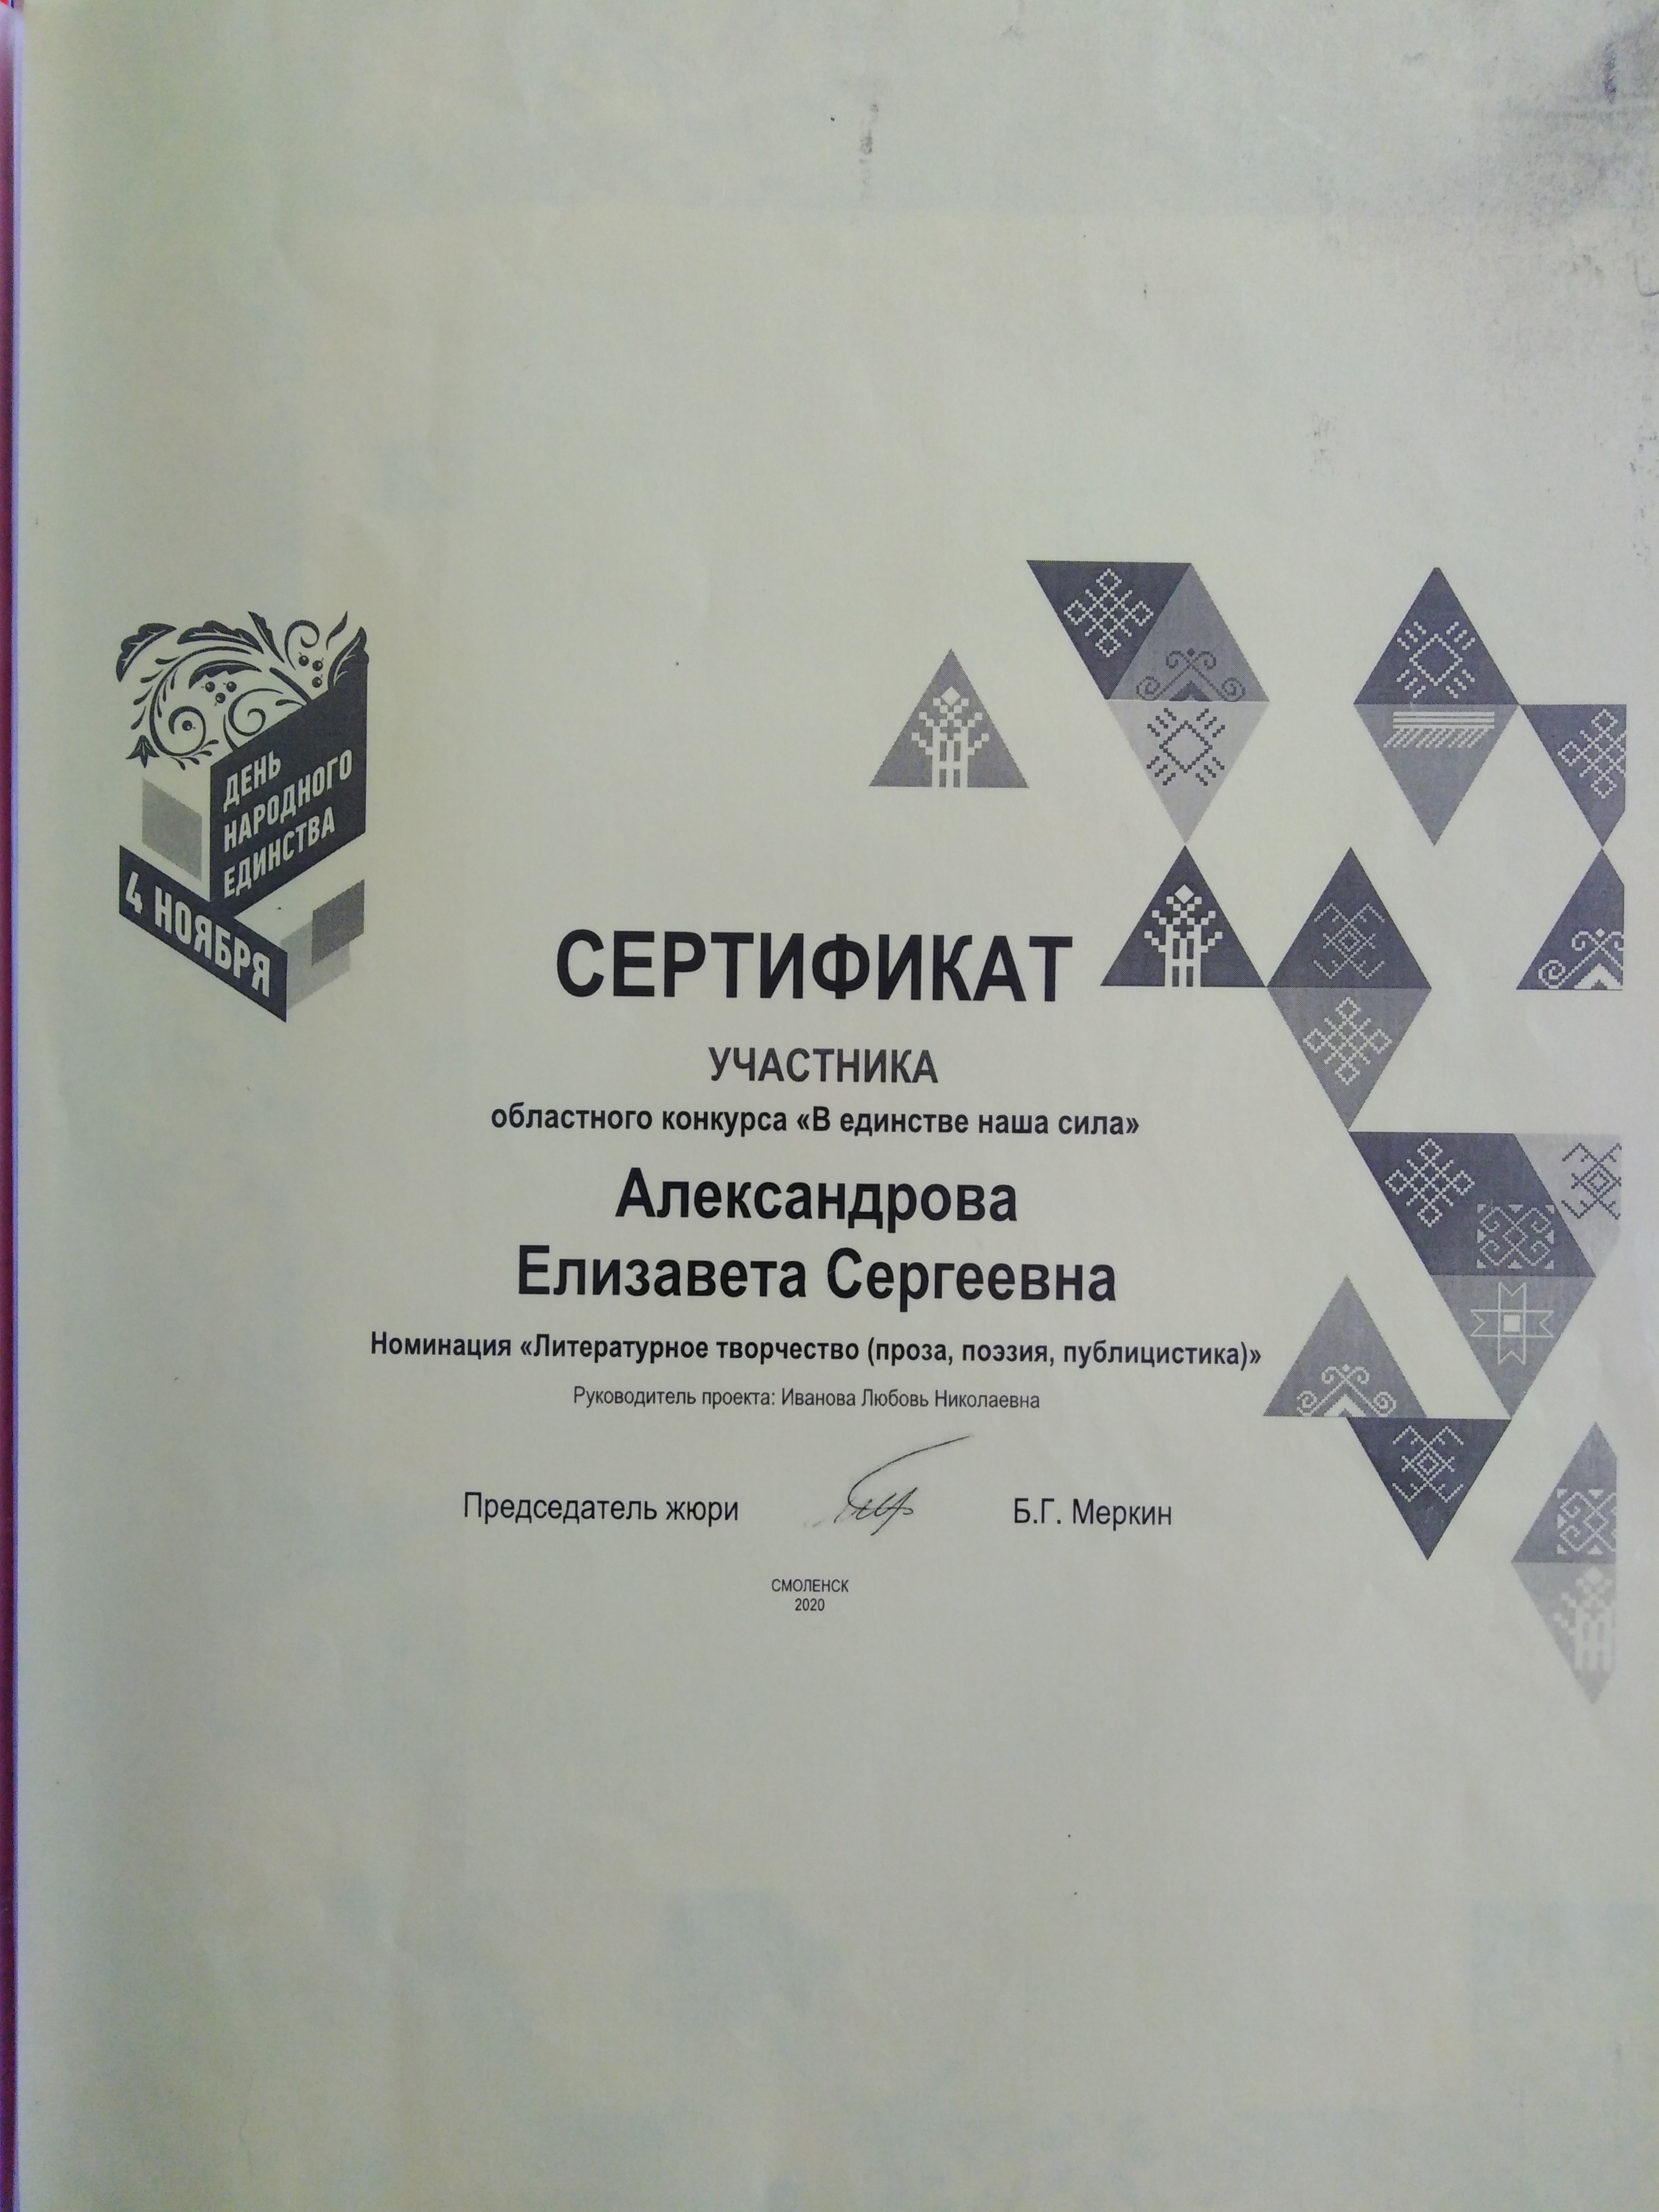 ДЕНЬ
НАРОДНОГО
ЕДИНСТВА
4 НОЯБРЯ
СЕРТИФИКАТ
УЧАСТНИКА
областного конкурса «В единстве наша сила»
Александрова
Елизавета Сергеевна
Номинация «Литературное творчество (проза, поэзия, публицистика)»
Руководитель проекта: Иванова Любовь Николаевна
Председатель жюри Б.Г. Меркин
СМОЛЕНСК
2020